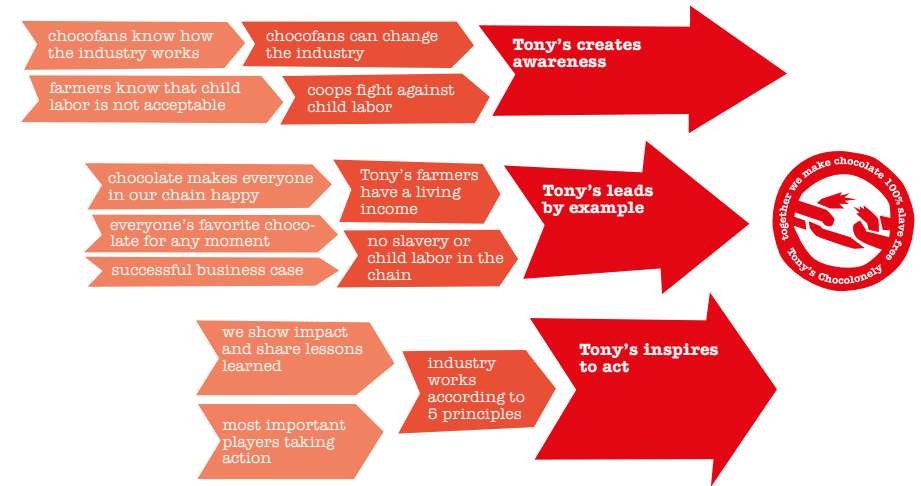 chocofans know how
the industry works
chocofans can change
the industry
Tony's creates
awareness
farmers know that child
labor is not acceptable
coops fight against
child labor
chocolate makes everyone
in our chain happy
everyone's favorite choco-
late for any moment
successful business case
Tony's farmers
have a living
income
no slavery or
child labor in the
chain
Tony's leads
by example
together we make chocolate 100% slave free
Tony's Chocolonely
we show impact
and share lessons
learned
most important
players taking
action
industry
works
according to
5 principles
Tony's inspires
to act